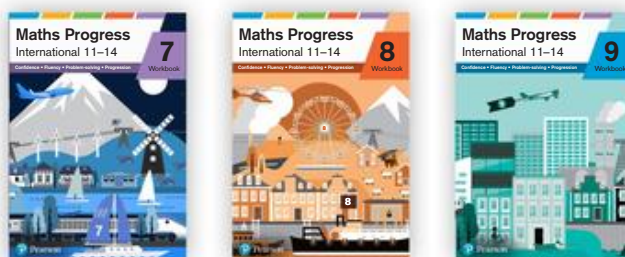 Maths Progress
International 11–14
7
Workbook
Confidence • Fluency • Problem-solving • Progression
7
Pearson
Maths Progress
International 11–14
8
Workbook
Confidence • Fluency • Problem-solving • Progression
8
8
Pearson
Maths Progress
International 11–14
9
Workbook
Confidence • Fluency • Problem-solving • Progression
Pearson